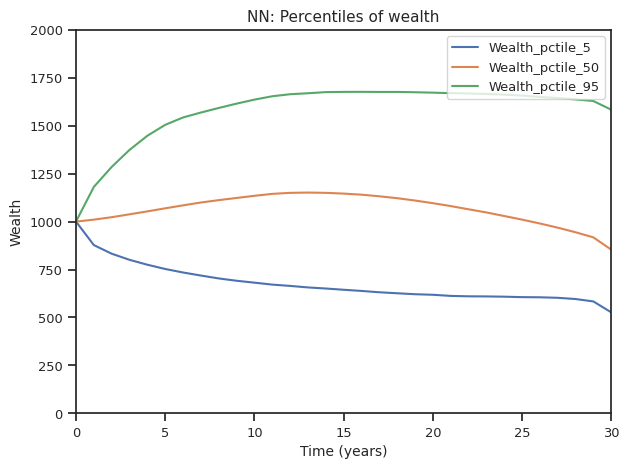 NN: Percentiles of wealth
2000
1750
1500
1250
1000
750
500
250
0
Wealth
Wealth_pctile_5
Wealth_pctile_50
Wealth_pctile_95
0 5 10 15 20 25 30
Time (years)